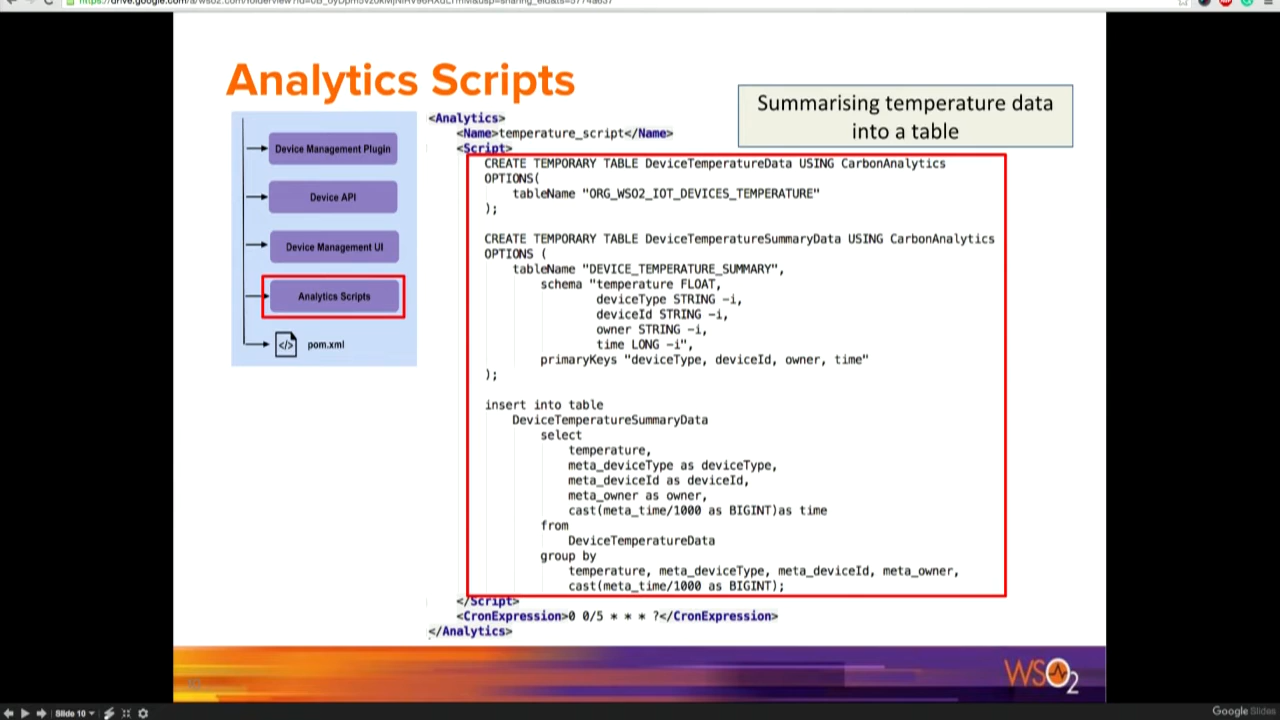 Analytics Scripts
Summarising temperature data
into a table
Device Management Plugin
Device API
Device Management UI
Analytics Scripts
</>
pom.xml
<Analytics>
<Name>temperature_script</Name>
<Script>
CREATE TEMPORARY TABLE DeviceTemperatureData USING CarbonAnalytics
OPTIONS(
tableName "ORG_WSO2_IOT_DEVICES_TEMPERATURE"
);
CREATE TEMPORARY TABLE DeviceTemperatureSummaryData USING CarbonAnalytics
OPTIONS (
tableName "DEVICE_TEMPERATURE_SUMMARY",
schema "temperature FLOAT,
deviceType STRING -i,
deviceId STRING -i,
owner STRING -i,
time LONG -i",
primaryKeys "deviceType, deviceId, owner, time"
);
insert into table
DeviceTemperatureSummaryData
select
temperature,
meta_deviceType as deviceType,
meta_deviceId as deviceId,
meta_owner as owner,
cast(meta_time/1000 as BIGINT)as time
from
DeviceTemperatureData
group by
temperature, meta_deviceType, meta_deviceId, meta_owner,
cast(meta_time/1000 as BIGINT);
</Script>
<CronExpression>0 0/5 * * * ?</CronExpression>
</Analytics>
WSO2
Slide 10
Google Slides